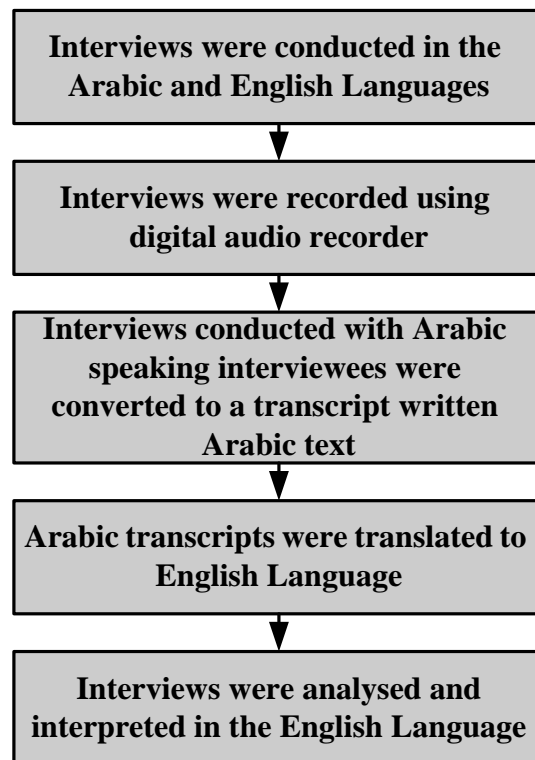 Interviews were conducted in the
Arabic and English Languages
Interviews were recorded using
digital audio recorder
Interviews conducted with Arabic
speaking interviewees were
converted to a transcript written
Arabic text
Arabic transcripts were translated to
English Language
Interviews were analysed and
interpreted in the English Language